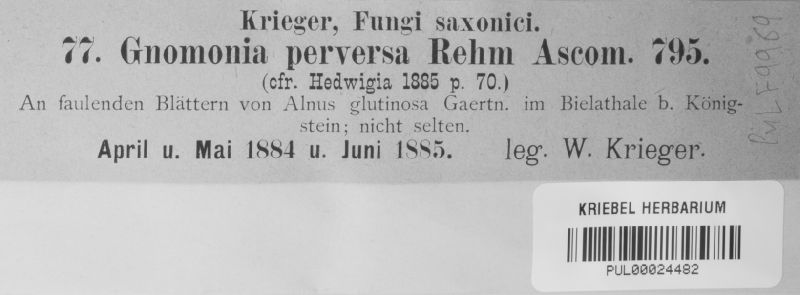 Krieger, Fungi saxonici.
77. Gnomonia perversa Rehm Ascom. 795.
(cfr. Hedwigia 1885 p. 70.)
An faulenden Blättern von Alnus glutinosa Gaertn. im Bielathale b. König-
stein; nicht selten.
April u. Mai 1884 u. Juni 1885. leg. W. Krieger.
PUL F9969
KRIEBEL HERBARIUM
PUL00024482